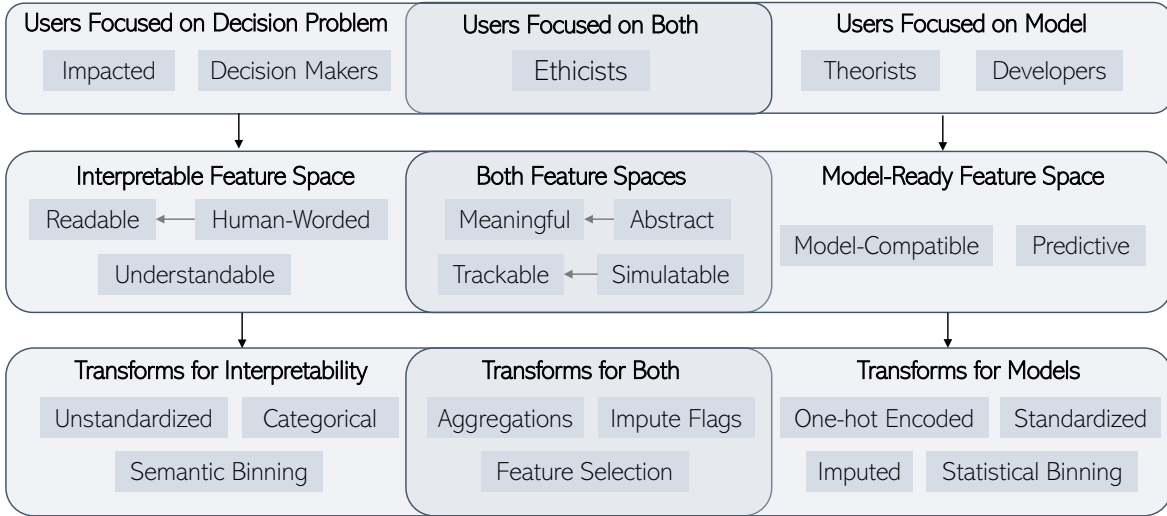 Users Focused on Decision Problem
Impacted
Decision Makers
Users Focused on Both
Ethicists
Users Focused on Model
Theorists
Developers
Interpretable Feature Space
Readable
Human-Worded
Understandable
Both Feature Spaces
Meaningful
Abstract
Trackable
Simulatable
Model-Ready Feature Space
Model-Compatible
Predictive
Transforms for Interpretability
Unstandardized
Categorical
Semantic Binning
Transforms for Both
Aggregations
Impute Flags
Feature Selection
Transforms for Models
One-hot Encoded
Standardized
Imputed
Statistical Binning